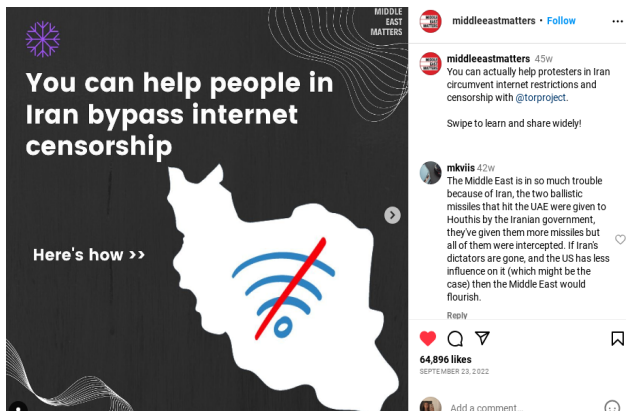 MIDDLE
EAST
MATTERS
You can help people in
Iran bypass internet
censorship
Here's how >>
middleeastmatters • Follow
middleeastmatters 45w
You can actually help protesters in Iran
circumvent internet restrictions and
censorship with @torproject.
Swipe to learn and share widely!
mkviis 42w
The Middle East is in so much trouble
because of Iran, the two ballistic
missiles that hit the UAE were given to
Houthis by the Iranian government,
they've given them more missiles but
all of them were intercepted. If Iran's
dictators are gone, and the US has less
influence on it (which might be the
case) then the Middle East would
flourish.
Reply
64,896 likes
SEPTEMBER 23, 2022
Add a comment...